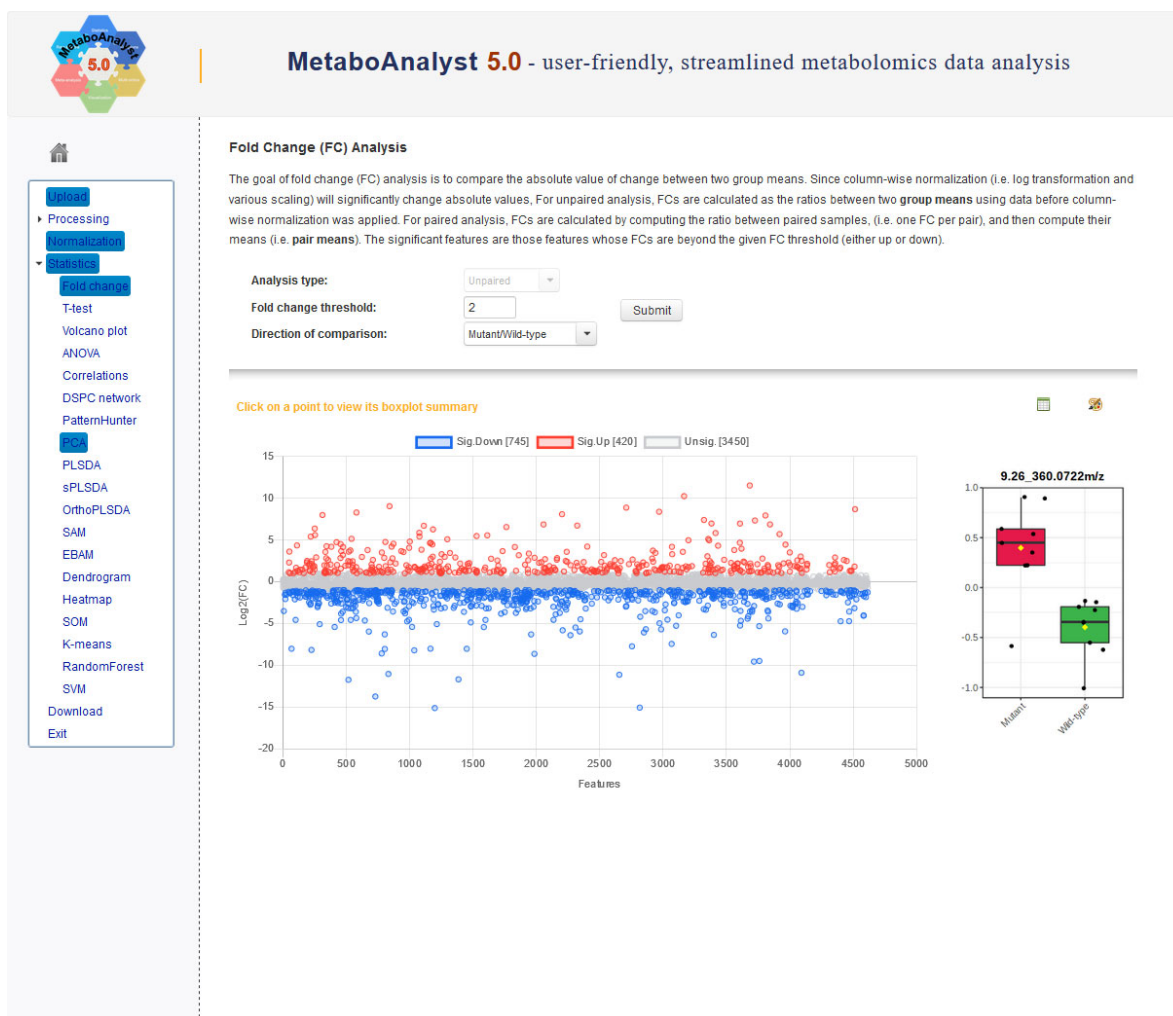 MetaboAnalyst
5.0
MetaboAnalyst 5.0 - user-friendly, streamlined metabolomics data analysis
Upload
Processing
Normalization
Statistics
Fold change
T-test
Volcano plot
ANOVA
Correlations
DSPC network
PatternHunter
PCA
PLSDA
sPLSDA
OrthoPLSDA
SAM
EBAM
Dendrogram
Heatmap
SOM
K-means
RandomForest
SVM
Download
Exit
Fold Change (FC) Analysis
The goal of fold change (FC) analysis is to compare the absolute value of change between two group means. Since column-wise normalization (i.e. log transformation and
various scaling) will significantly change absolute values, For unpaired analysis, FCs are calculated as the ratios between two group means using data before column-
wise normalization was applied. For paired analysis, FCs are calculated by computing the ratio between paired samples, (i.e. one FC per pair), and then compute their
means (i.e. pair means). The significant features are those features whose FCs are beyond the given FC threshold (either up or down).
Analysis type: Unpaired
Fold change threshold: 2
Submit
Direction of comparison: Mutant/Wild-type
Click on a point to view its boxplot summary
Sig.Down [745] Sig.Up [420] Unsig. [3450]
15
10
5
0
-5
-10
-15
-20
Log2(FC)
0 500 1000 1500 2000 2500 3000 3500 4000 4500 5000
Features
9.26_360.0722m/z
1.0
0.5
0.0
-0.5
-1.0
Mutant Wild-type